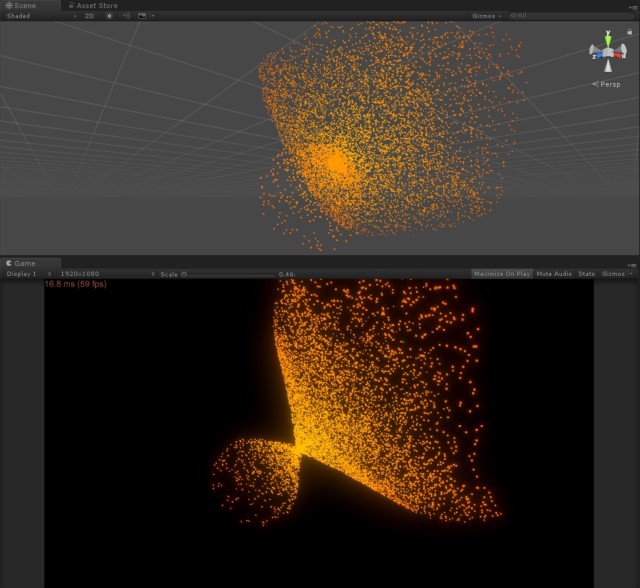 Scene Asset Store
Shaded 2D Gizmos All
y
z x
Persp
Game
Display 1 1920x1080 Scale 0.46: Maximize On Play Mute Audio Stats Gizmos
16.8 ms (59 fps)